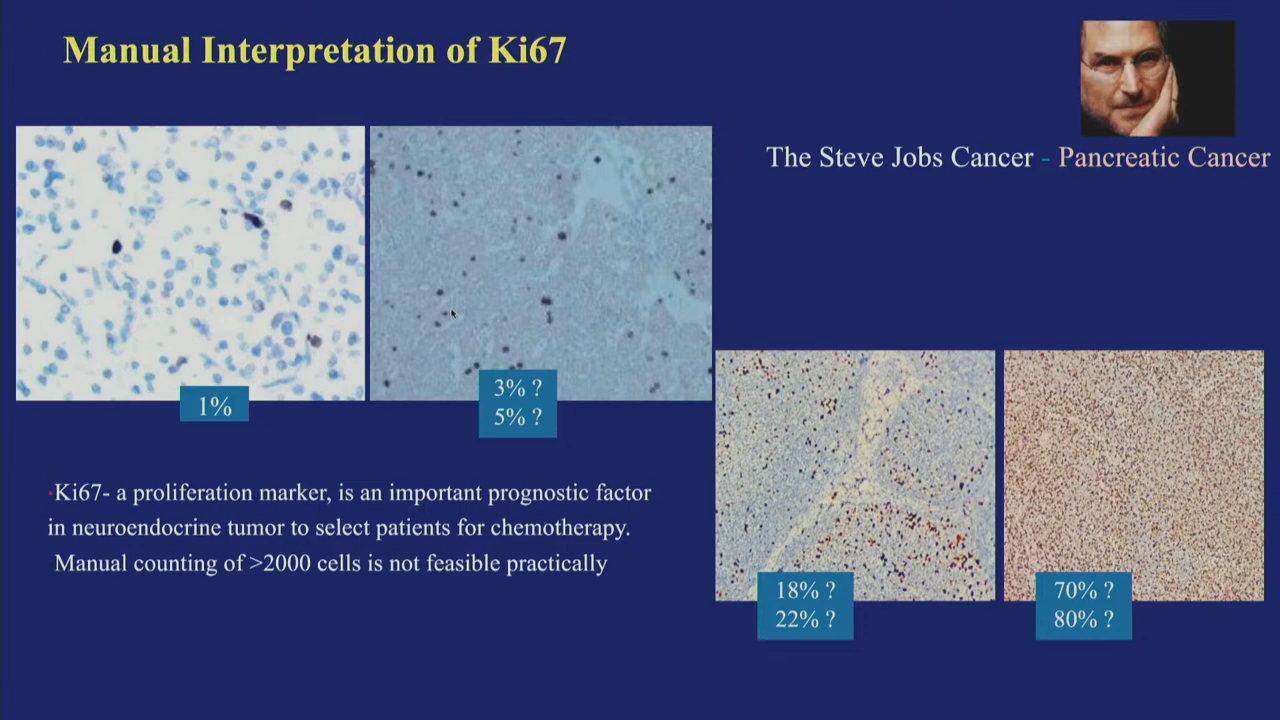 Manual Interpretation of Ki67
The Steve Jobs Cancer - Pancreatic Cancer
1%
3% ?
5% ?
18% ?
22% ?
70% ?
80% ?
·Ki67- a proliferation marker, is an important prognostic factor
in neuroendocrine tumor to select patients for chemotherapy.
Manual counting of >2000 cells is not feasible practically